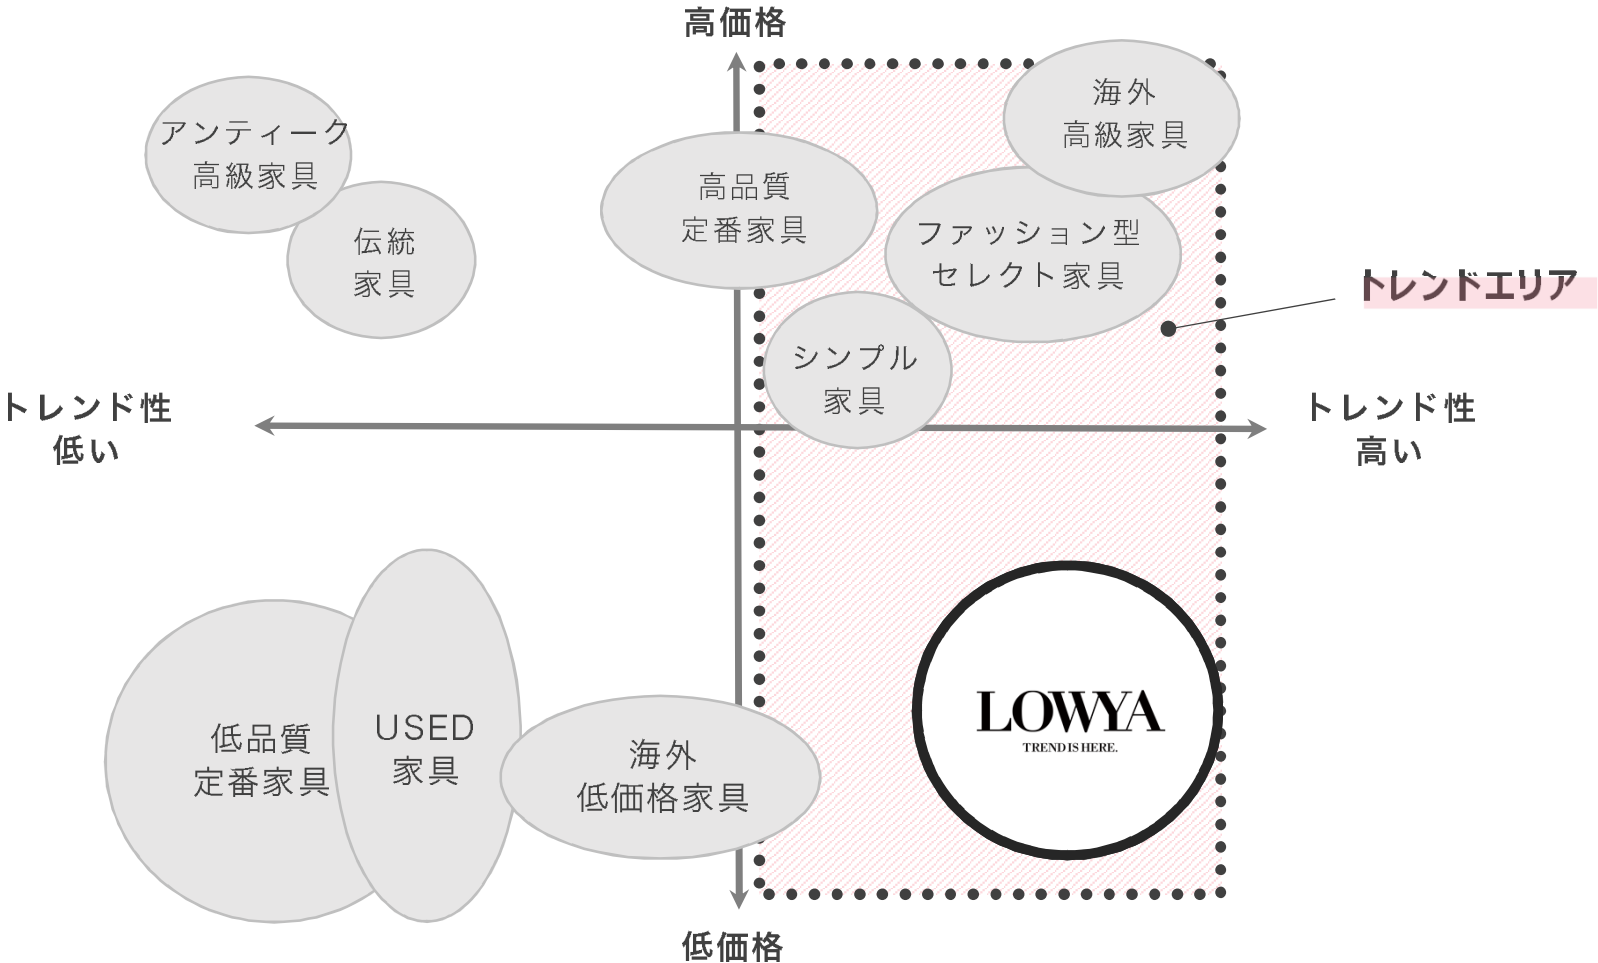 高価格
アンティーク
高級家具
伝統
家具
高品質
定番家具
海外
高級家具
ファッション型
セレクト家具
シンプル
家具
トレンドエリア
トレンド性
低い
トレンド性
高い
低品質
定番家具
USED
家具
海外
低価格家具
LOWYA
TREND IS HERE.
低価格